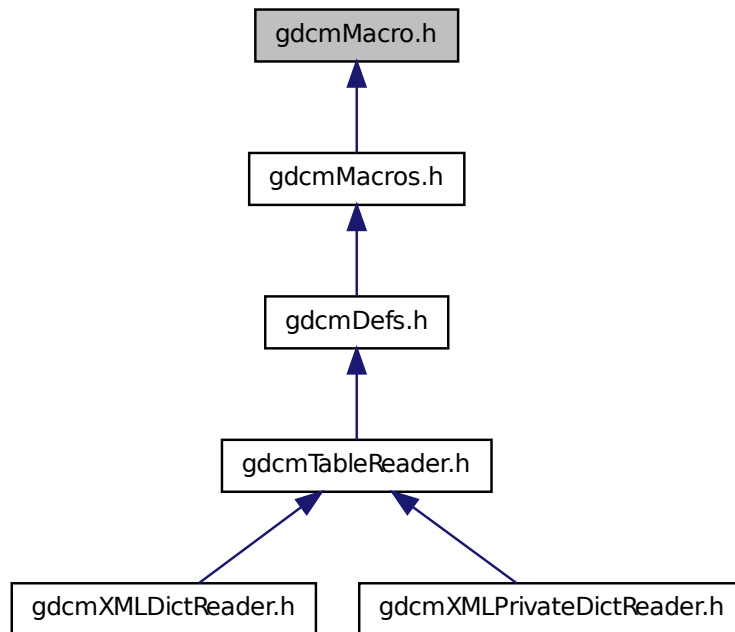 gdcmMacro.h
gdcmMacros.h
gdcmDefs.h
gdcmTableReader.h
gdcmXMLDictReader.h
gdcmXMLPrivateDictReader.h